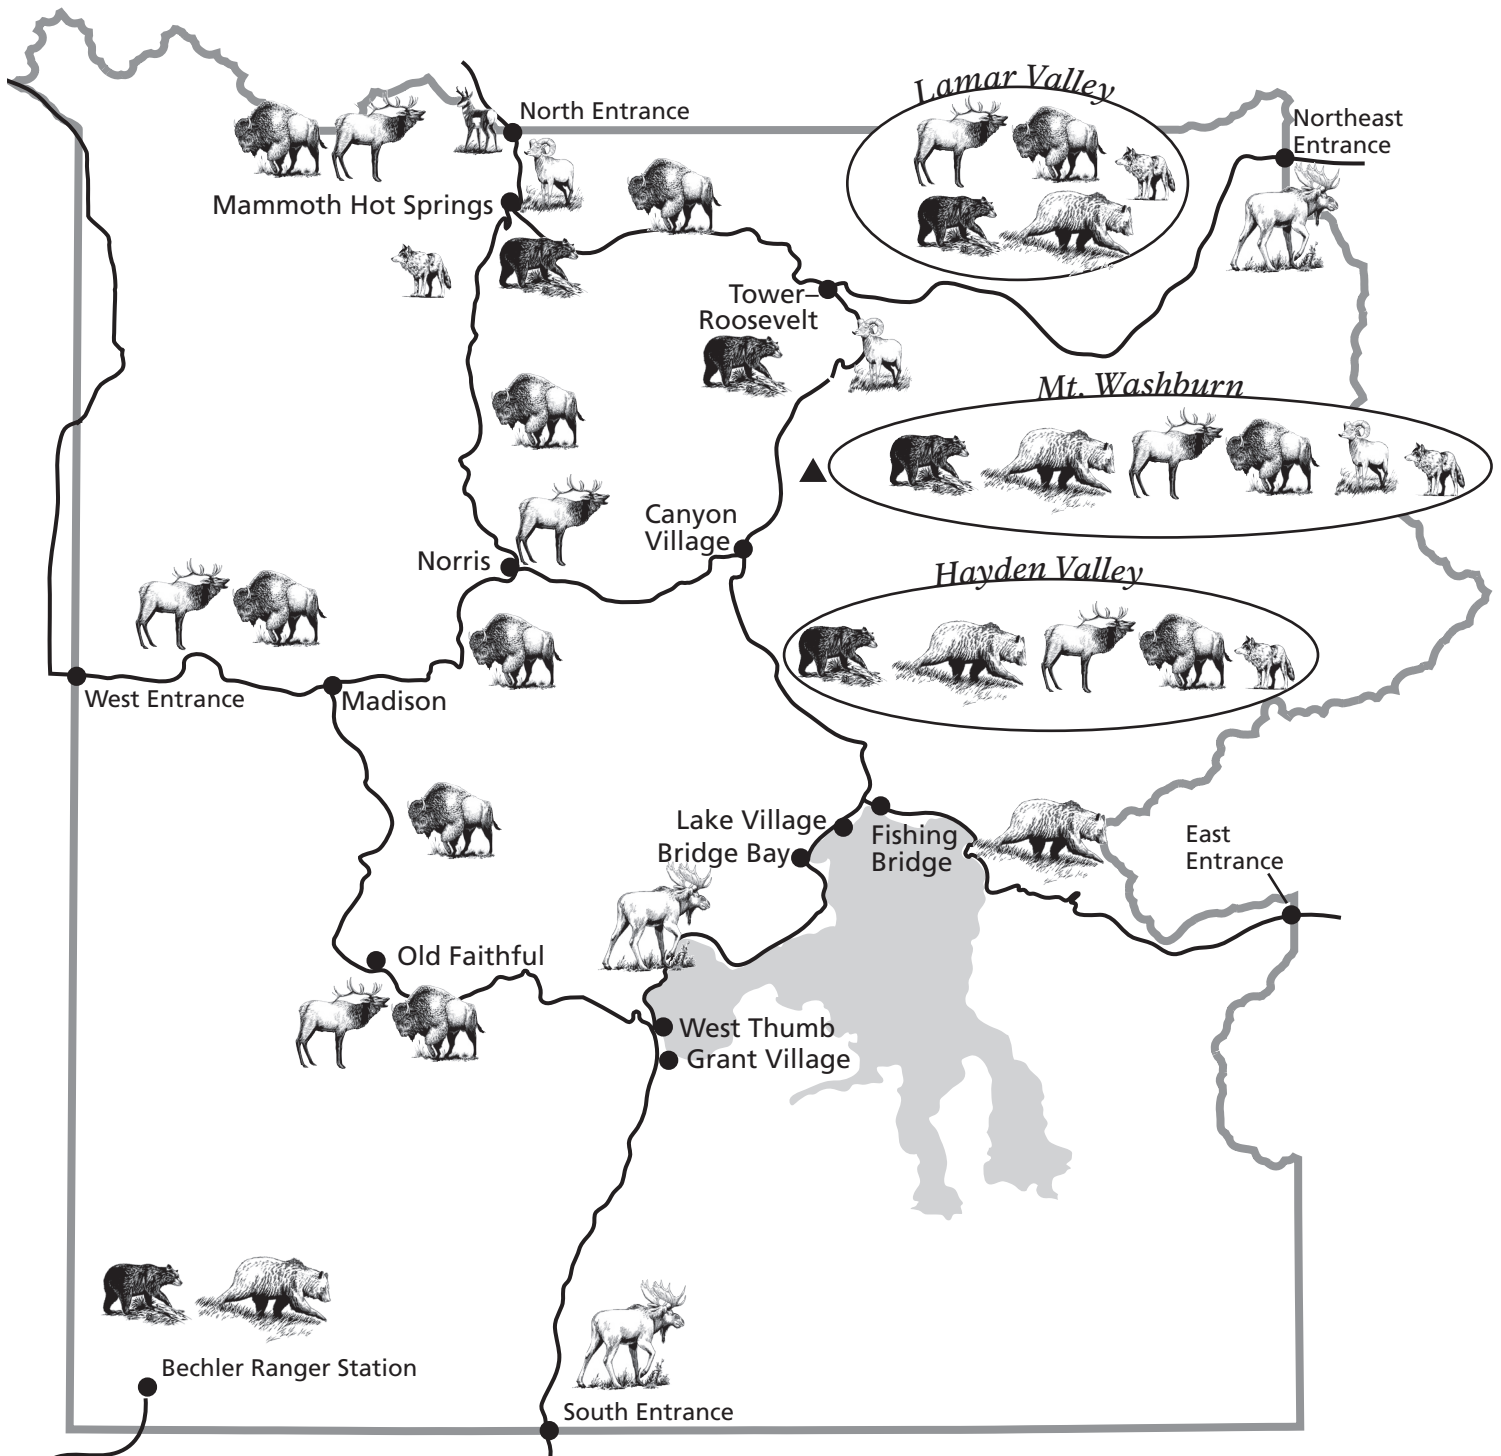 Lamar Valley
North Entrance
Northeast
Entrance
Mammoth Hot Springs
Tower–
Roosevelt
Mt. Washburn
Canyon
Village
Norris
Hayden Valley
West Entrance
Madison
Lake Village
Fishing
Bridge
Bridge Bay
East
Entrance
Old Faithful
West Thumb
Grant Village
Bechler Ranger Station
South Entrance